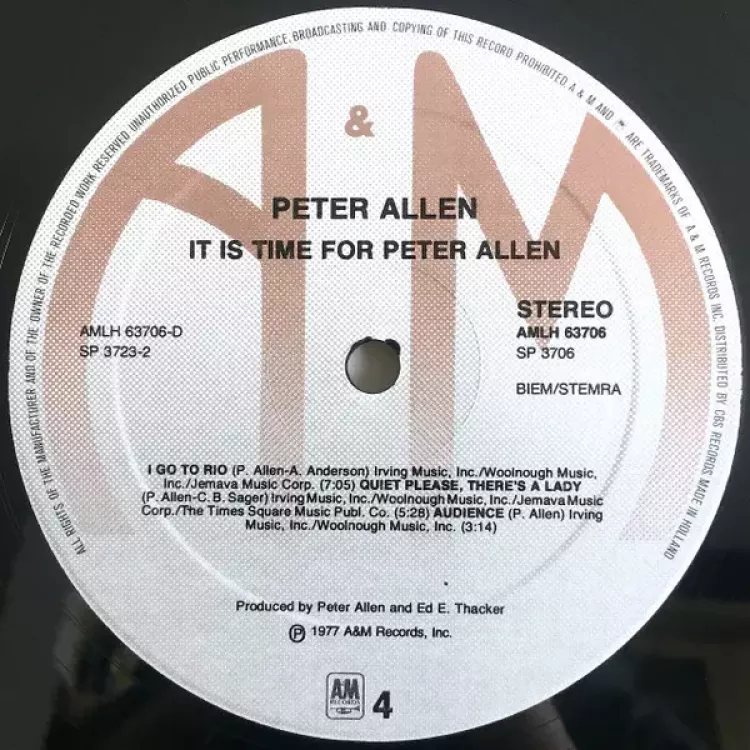 ALL RIGHTS OF THE MANUFACTURER AND OF THE OWNER OF THE RECORDED WORK RESERVED UNAUTHORIZED PUBLIC PERFORMANCE, BROADCASTING AND COPYING OF THIS RECORD PROHIBITED. A & M AND ARE TRADEMARKS OF A & M RECORDS INC. DISTRIBUTED BY CBS RECORDS MADE IN HOLLAND
A & M
PETER ALLEN
IT IS TIME FOR PETER ALLEN
AMLH 63706-D
SP 3723-2
STEREO
AMLH 63706
SP 3706
BIEM/STEMRA
I GO TO RIO (P. Allen-A. Anderson) Irving Music, Inc./Woolnough Music,
Inc./Jemava Music Corp. (7:05) QUIET PLEASE, THERE'S A LADY
(P. Allen-C. B. Sager) Irving Music, Inc./Woolnough Music, Inc./Jemava Music
Corp./The Times Square Music Publ. Co. (5:28) AUDIENCE (P. Allen) Irving
Music, Inc./Woolnough Music, Inc. (3:14)
Produced by Peter Allen and Ed E. Thacker
℗ 1977 A&M Records, Inc.
AM
RECORDS
4